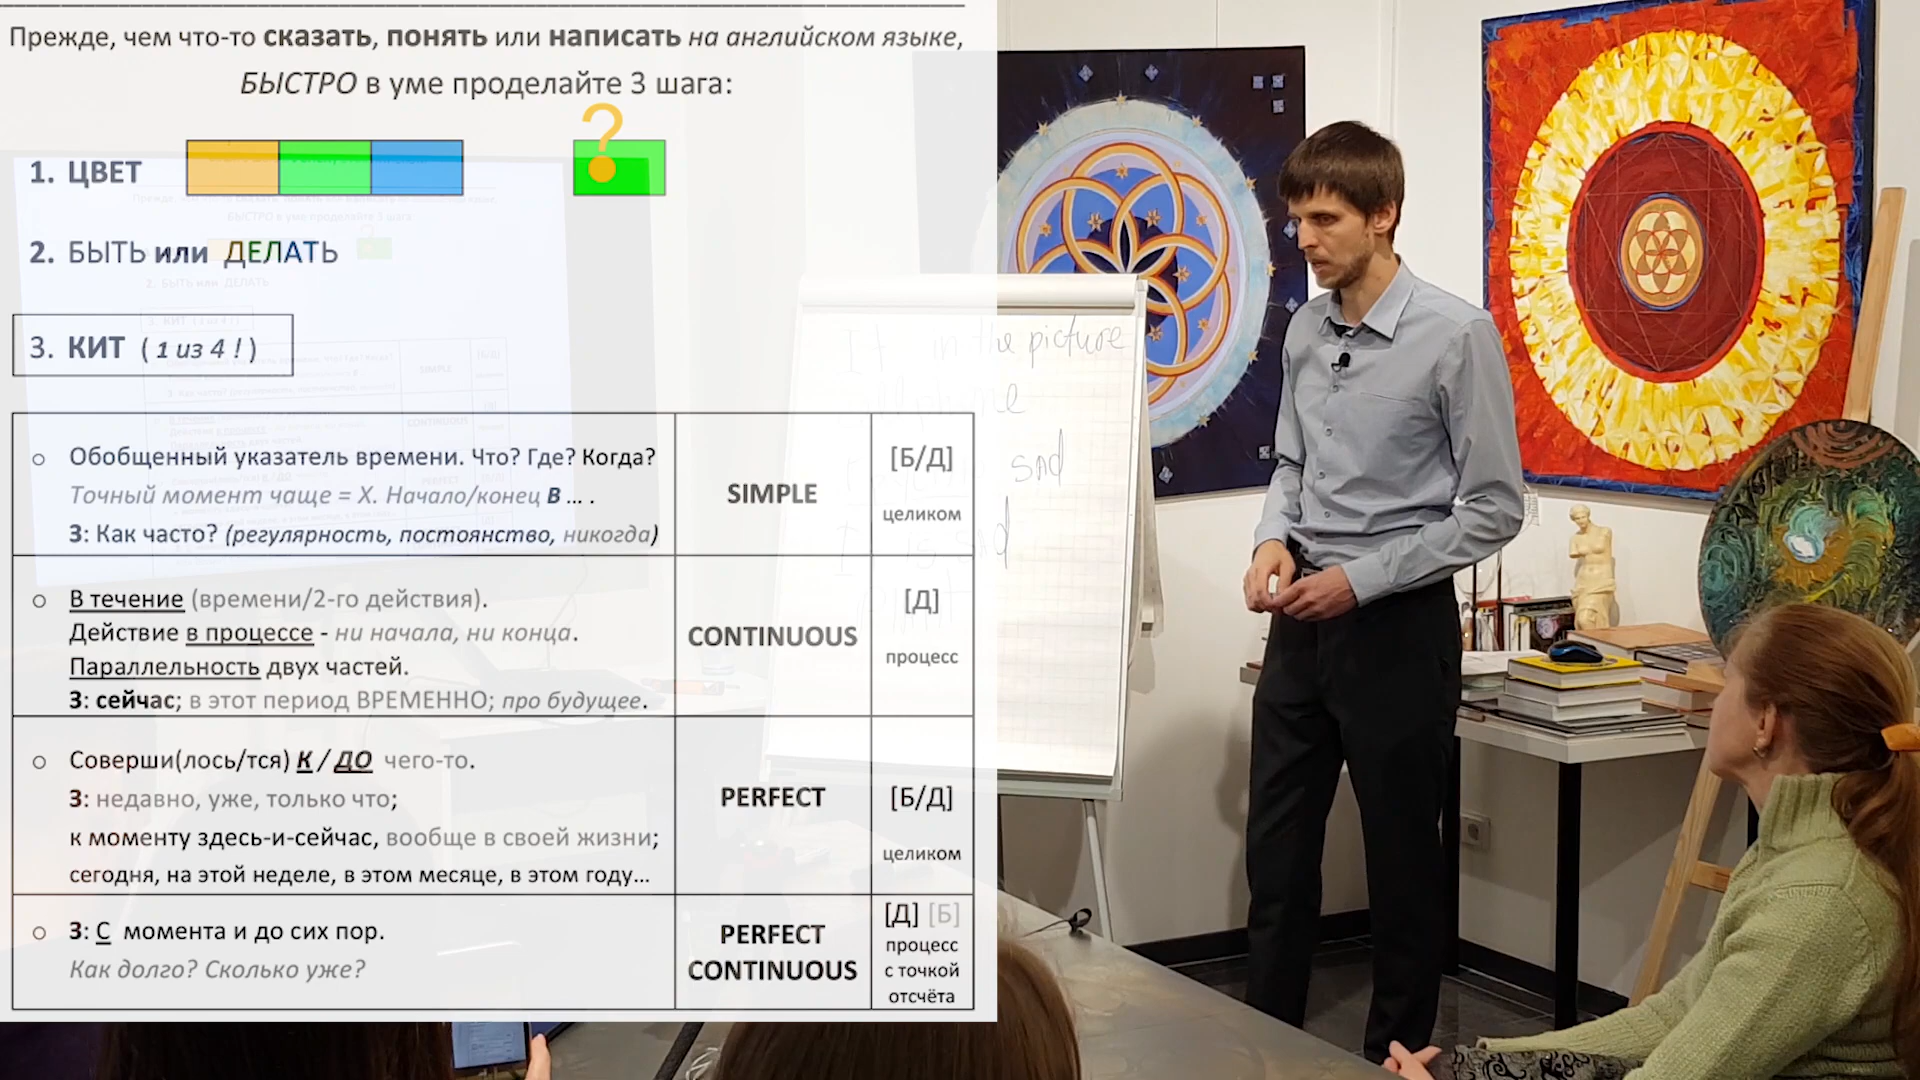 Прежде, чем что-то сказать, понять или написать на английском языке,
БЫСТРО в уме проделайте 3 шага:
?
1. ЦВЕТ
2. БЫТЬ или ДЕЛАТЬ
3. КИТ ( 1 из 4 ! )
Обобщенный указатель времени. Что? Где? Когда?
Точный момент чаще = X. Начало/конец В ... .
З: Как часто? (регулярность, постоянство, никогда)
SIMPLE
[Б/Д]
целиком
В течение (времени/2-го действия).
Действие в процессе - ни начала, ни конца.
Параллельность двух частей.
З: сейчас; в этот период ВРЕМЕННО; про будущее.
CONTINUOUS
[Д]
процесс
Соверши(лось/тся) К / ДО чего-то.
З: недавно, уже, только что;
к моменту здесь-и-сейчас, вообще в своей жизни;
сегодня, на этой неделе, в этом месяце, в этом году...
PERFECT
[Б/Д]
целиком
З: С момента и до сих пор.
Как долго? Сколько уже?
PERFECT
CONTINUOUS
[Д] [Б]
процесс
с точкой
отсчёта
in the picture